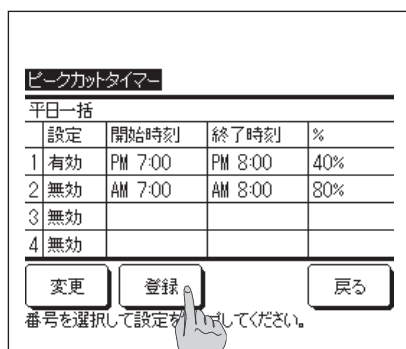 ピークカットタイマー
平日一括
設定 開始時刻 終了時刻 %
1 有効 PM 7:00 PM 8:00 40%
2 無効 AM 7:00 AM 8:00 80%
3 無効
4 無効
変更 登録 戻る
番号を選択して設定を してください。